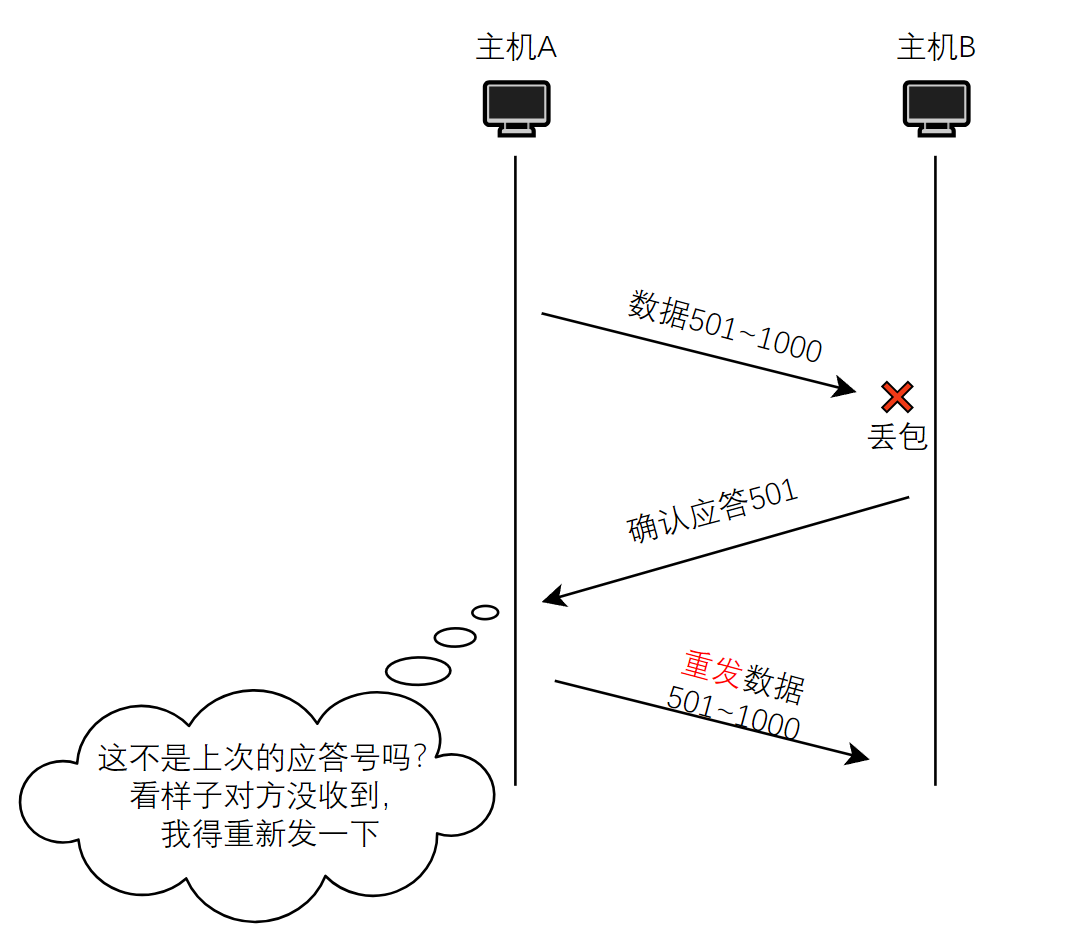 主机A
主机B
数据501~1000
丢包
确认应答501
重发数据
501~1000
这不是上次的应答号吗?
看样子对方没收到,
我得重新发一下